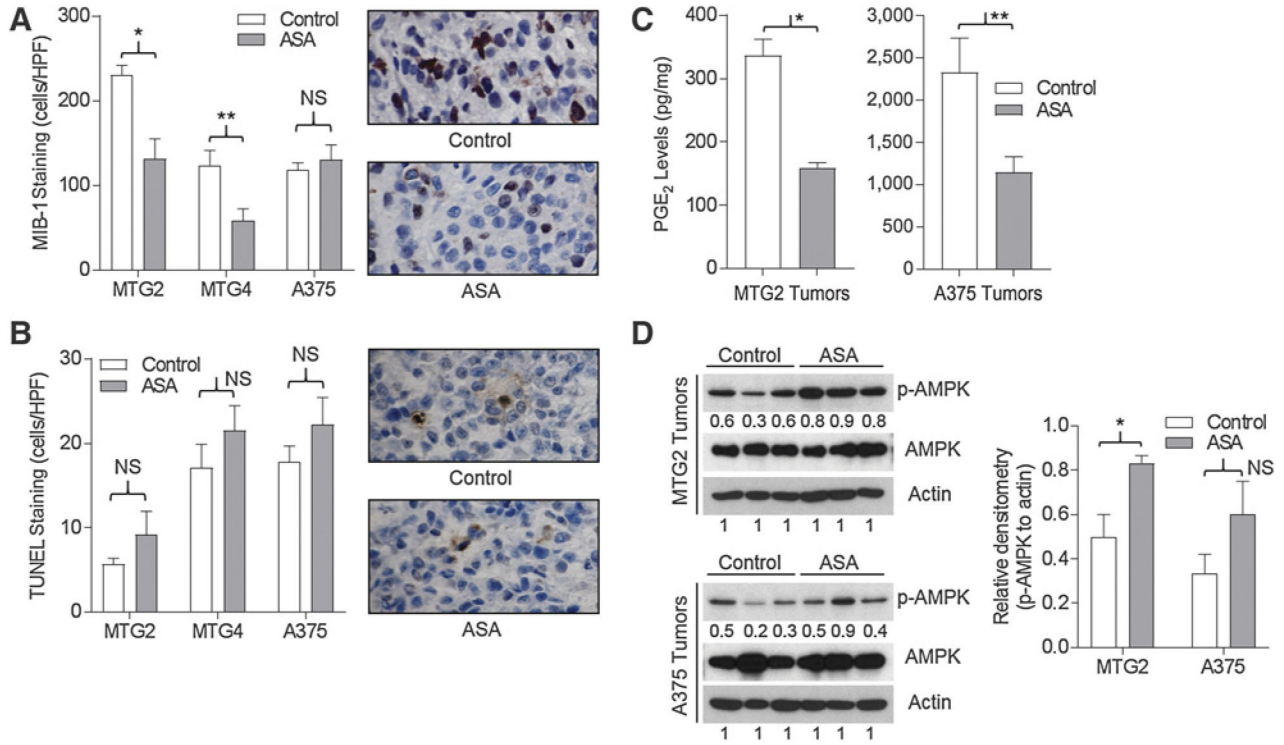 A
MIB-1 Staining (cells/HPF)
300
200
100
0
Control
ASA
*
**
NS
MTG2
MTG4
A375
Control
ASA
B
TUNEL Staining (cells/HPF)
30
20
10
0
Control
ASA
NS
NS
NS
MTG2
MTG4
A375
Control
ASA
C
PGE2 Levels (pg/mg)
400
300
200
100
0
*
MTG2 Tumors
3,000
2,500
2,000
1,500
1,000
500
0
**
Control
ASA
A375 Tumors
D
MTG2 Tumors
Control ASA
p-AMPK
0.6 0.3 0.6 0.8 0.9 0.8
AMPK
Actin
1 1 1 1 1 1
A375 Tumors
Control ASA
p-AMPK
0.5 0.2 0.3 0.5 0.9 0.4
AMPK
Actin
1 1 1 1 1 1
Relative densitometry
(p-AMPK to actin)
1.0
0.8
0.6
0.4
0.2
0.0
Control
ASA
*
NS
MTG2
A375